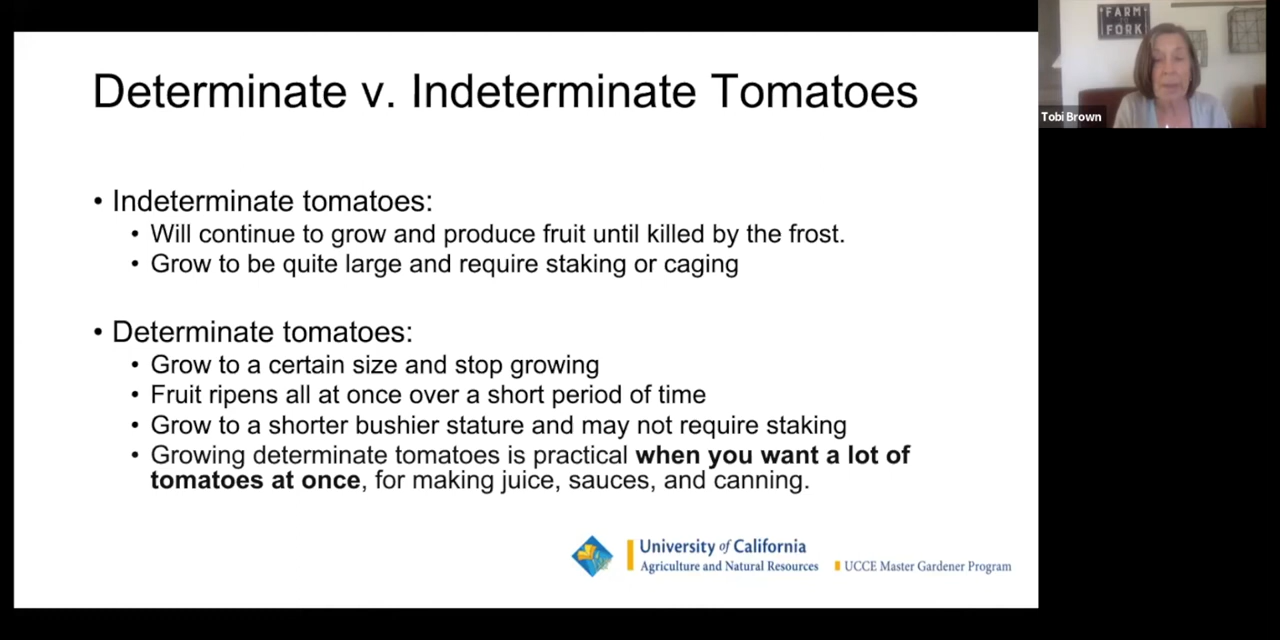 Determinate v. Indeterminate Tomatoes
• Indeterminate tomatoes:
• Will continue to grow and produce fruit until killed by the frost.
• Grow to be quite large and require staking or caging
• Determinate tomatoes:
• Grow to a certain size and stop growing
• Fruit ripens all at once over a short period of time
• Grow to a shorter bushier stature and may not require staking
• Growing determinate tomatoes is practical when you want a lot of
tomatoes at once, for making juice, sauces, and canning.
University of California
Agriculture and Natural Resources
UCCE Master Gardener Program
FARM
FORK
Tobi Brown